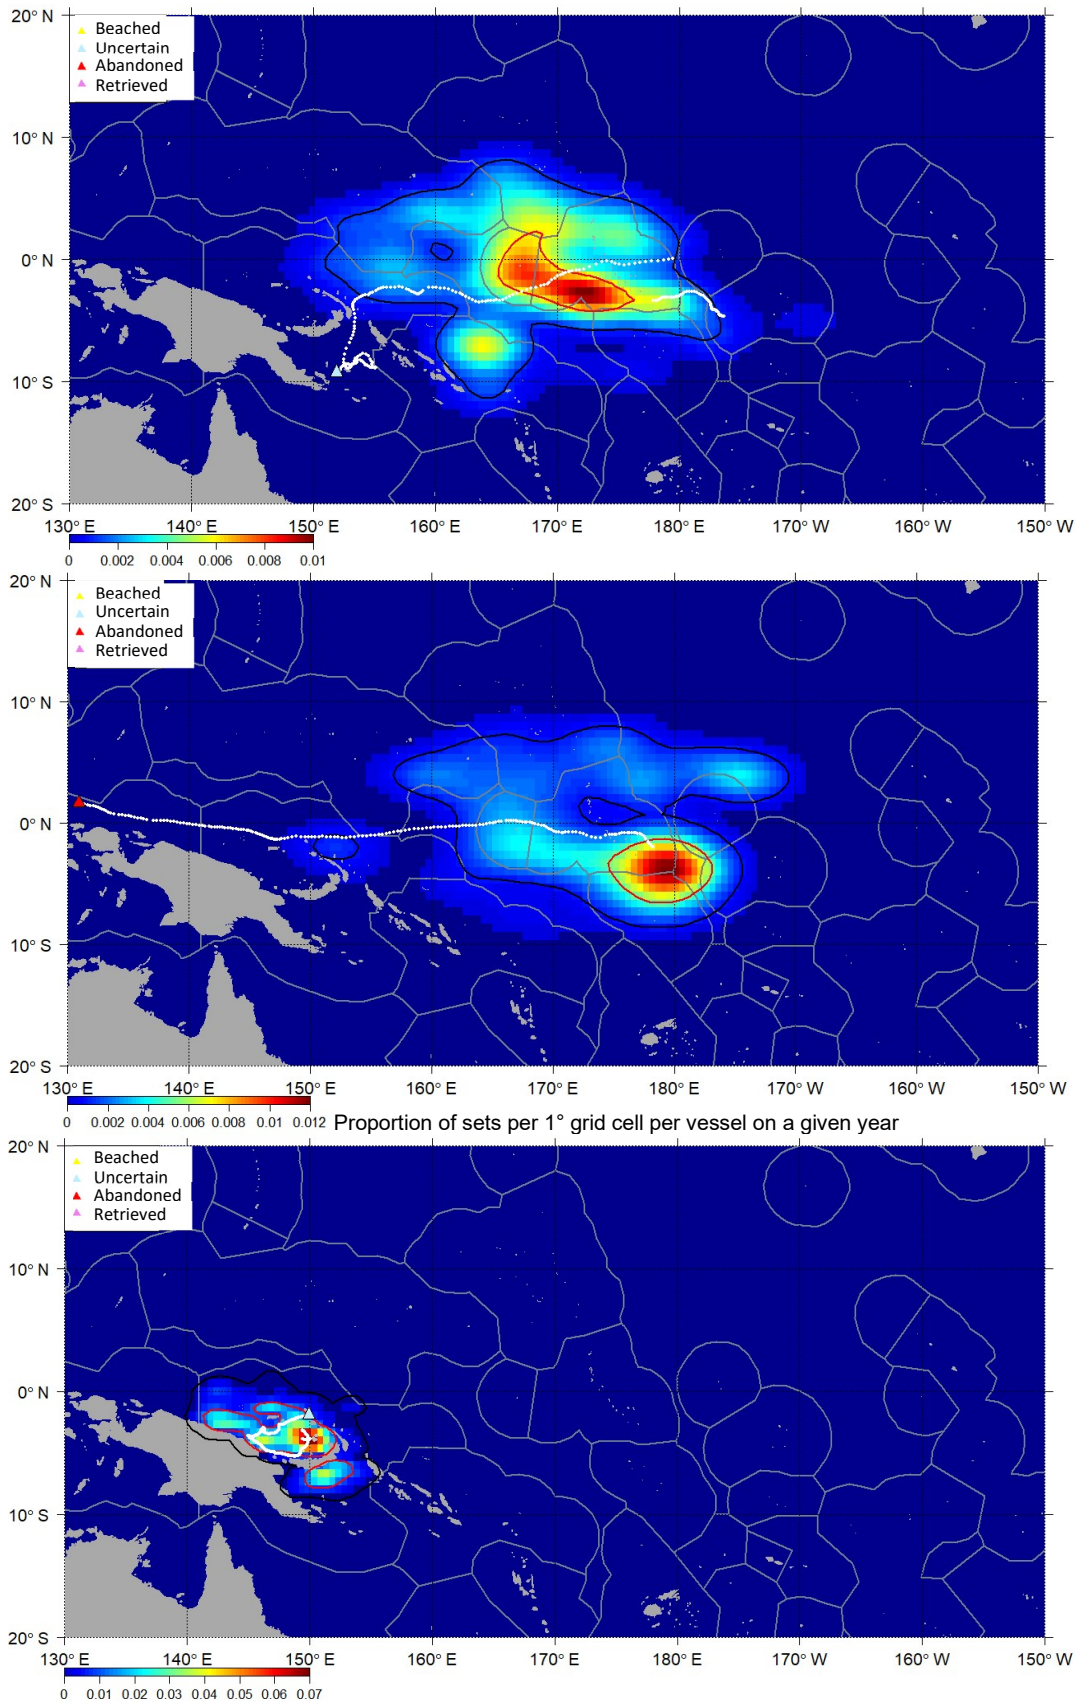 20° N
Beached
Uncertain
Abandoned
Retrieved
10° N
0° N
10° S
20° S
130° E 140° E 150° E 160° E 170° E 180° E 170° W 160° W 150° W
0 0.002 0.004 0.006 0.008 0.01
20° N
Beached
Uncertain
Abandoned
Retrieved
10° N
0° N
10° S
20° S
130° E 140° E 150° E 160° E 170° E 180° E 170° W 160° W 150° W
0 0.002 0.004 0.006 0.008 0.01 0.012
Proportion of sets per 1° grid cell per vessel on a given year
20° N
Beached
Uncertain
Abandoned
Retrieved
10° N
0° N
10° S
20° S
130° E 140° E 150° E 160° E 170° E 180° E 170° W 160° W 150° W
0 0.01 0.02 0.03 0.04 0.05 0.06 0.07